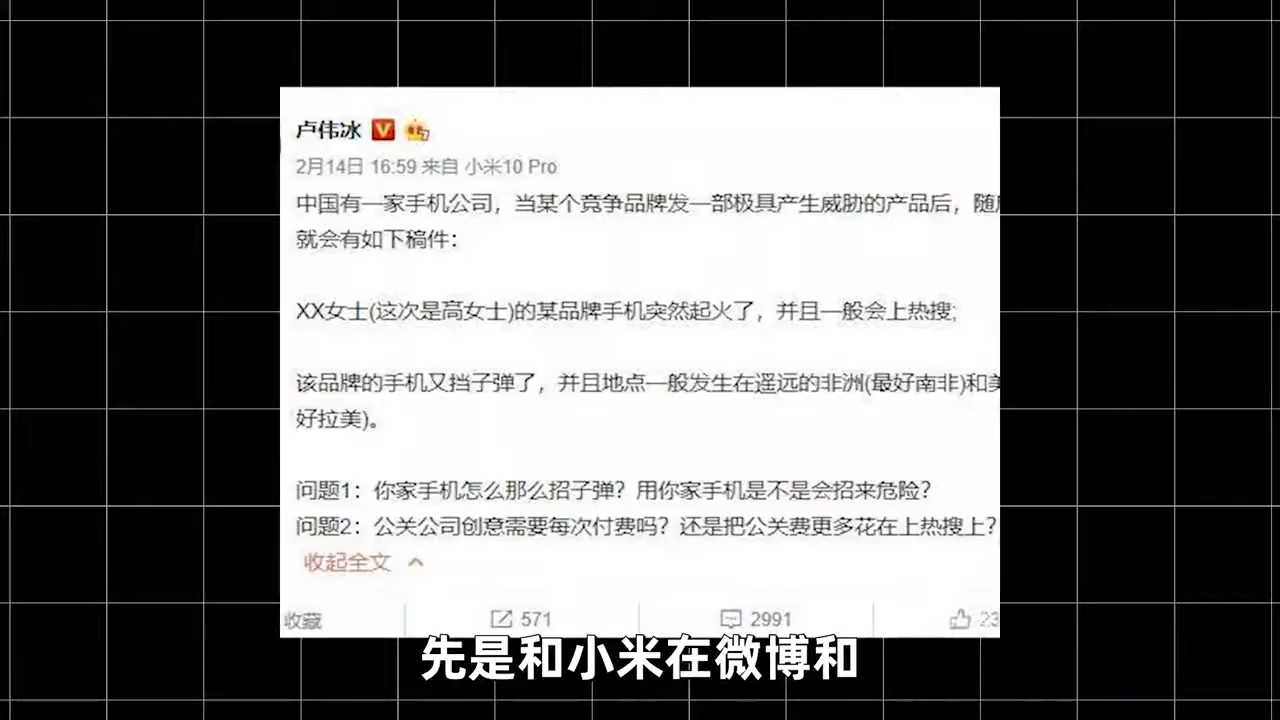 卢伟冰
2月14日 16:59 来自 小米10 Pro
中国有一家手机公司，当某个竞争品牌发一部极具产生威胁的产品后，随
就会有如下稿件：
XX女士(这次是高女士)的某品牌手机突然起火了，并且一般会上热搜;
该品牌的手机又挡子弹了，并且地点一般发生在遥远的非洲(最好南非)和美
好拉美)。
问题1：你家手机怎么那么招子弹？用你家手机是不是会招来危险？
问题2：公关公司创意需要每次付费吗？还是把公关费更多花在上热搜上？
收起全文
收藏 571 2991 23
先是和小米在微博和